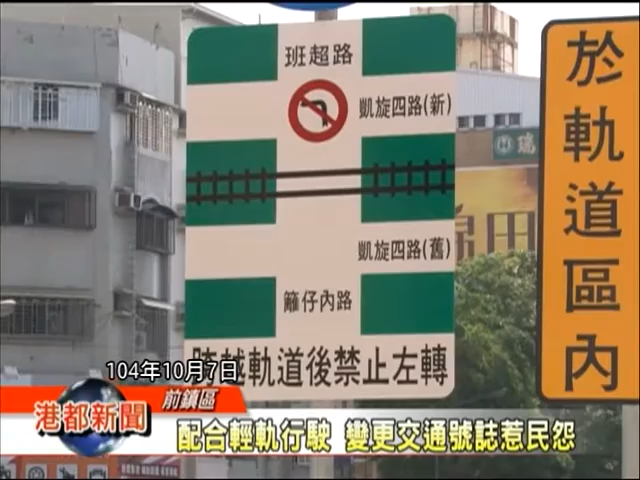 班超路
凱旋四路(新)
凱旋四路(舊)
籬仔內路
跨越軌道後禁止左轉
於軌道區內
瑞
104年10月7日
前鎮區
港都新聞
配合輕軌行駛 變更交通號誌惹民怨